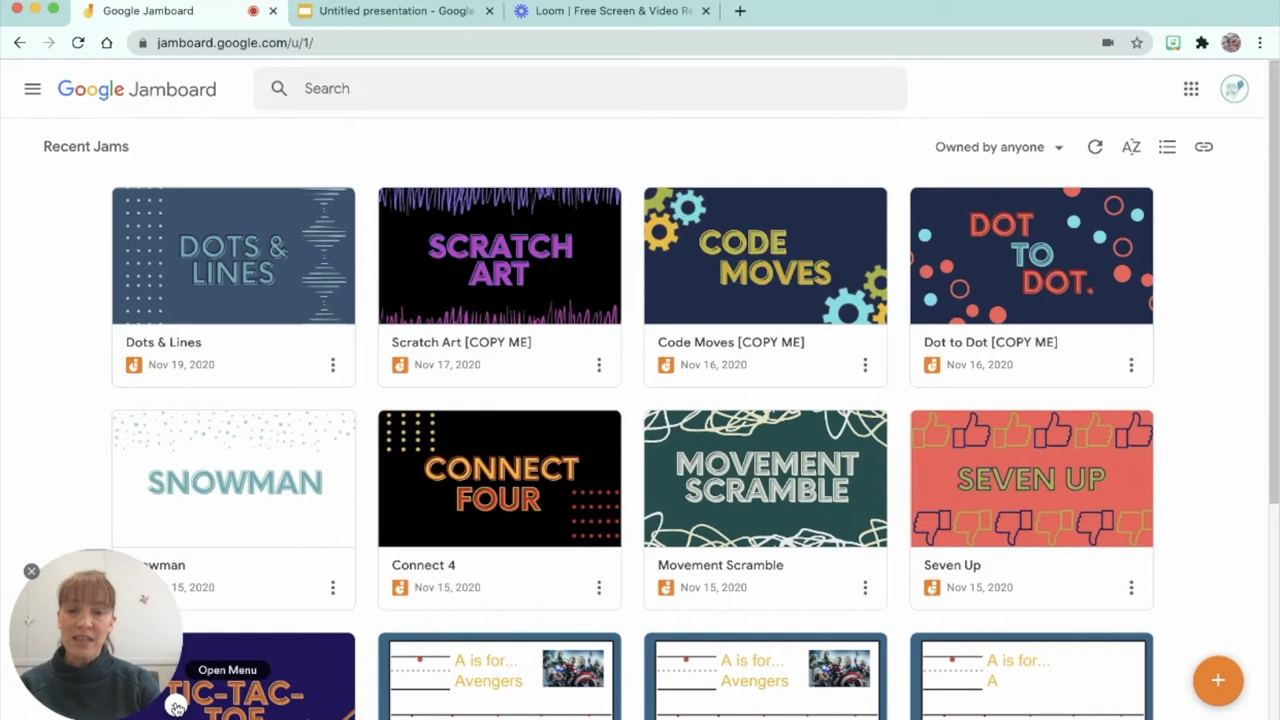 Google Jamboard
Untitled presentation - Google
Loom | Free Screen & Video Re
jamboard.google.com/u/1/
Google Jamboard
Search
Recent Jams
Owned by anyone
AZ
DOTS &
LINES
SCRATCH
ART
CODE
MOVES
DOT
TO
DOT.
Dots & Lines
Scratch Art [COPY ME]
Code Moves [COPY ME]
Dot to Dot [COPY ME]
Nov 19, 2020
Nov 17, 2020
Nov 16, 2020
Nov 16, 2020
SNOWMAN
CONNECT
FOUR
MOVEMENT
SCRAMBLE
SEVEN UP
wman
Connect 4
Movement Scramble
Seven Up
15, 2020
Nov 15, 2020
Nov 15, 2020
Nov 15, 2020
Open Menu
TIC-TAC-
TOE
A is for...
Avengers
A is for...
Avengers
A is for...
A